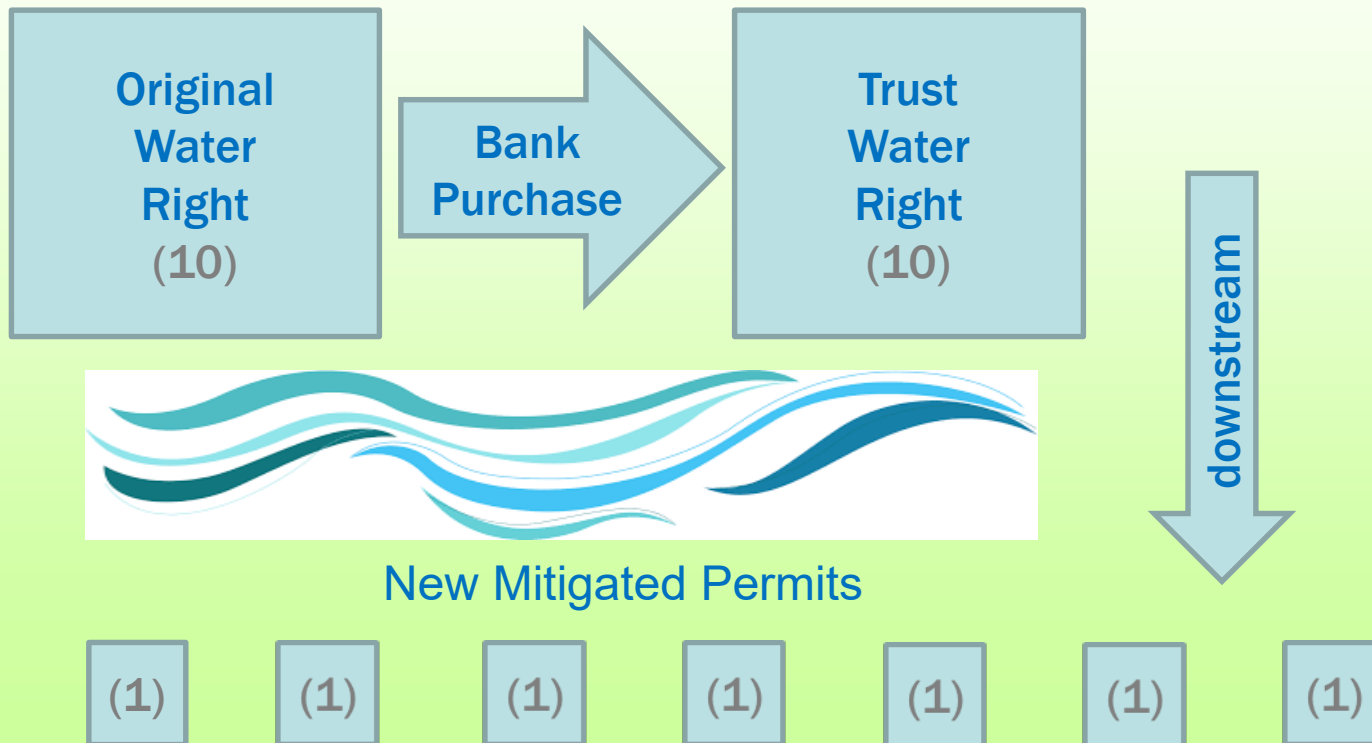 Original
Water
Right
(10)
Bank
Purchase
Trust
Water
Right
(10)
downstream
New Mitigated Permits
(1)
(1)
(1)
(1)
(1)
(1)
(1)